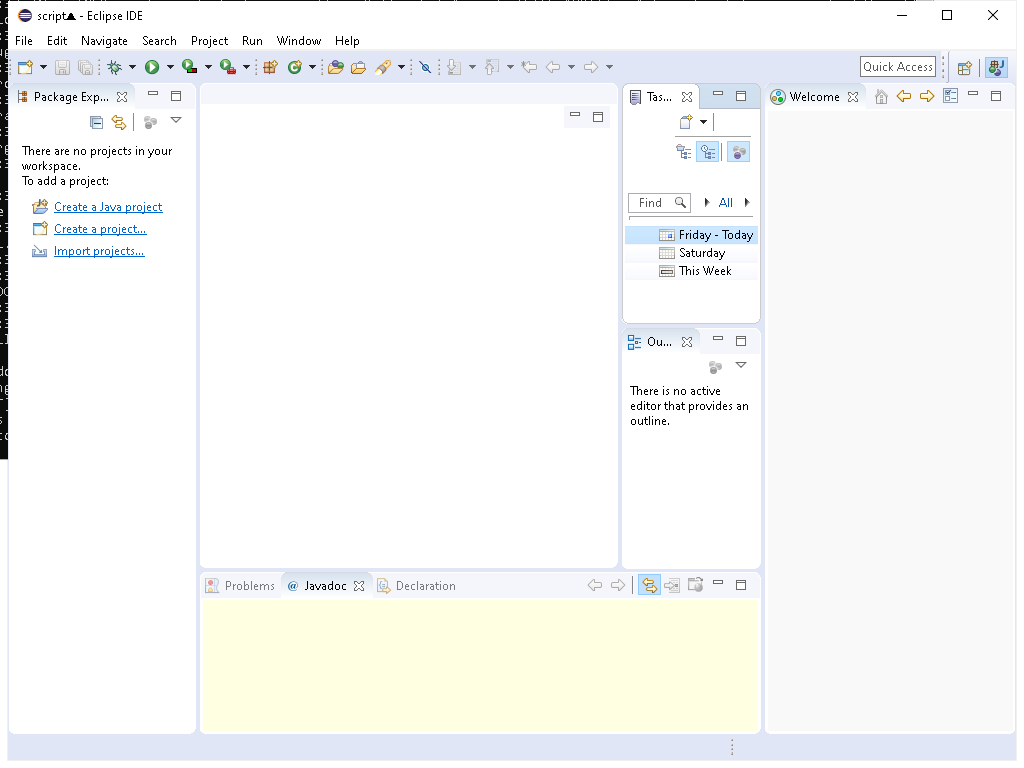 script▲ - Eclipse IDE
File Edit Navigate Search Project Run Window Help
Quick Access
Package Exp...
There are no projects in your
workspace.
To add a project:
Create a Java project
Create a project...
Import projects...
Tas...
Find
All
Friday - Today
Saturday
This Week
Ou...
There is no active
editor that provides an
outline.
Welcome
Problems @ Javadoc Declaration